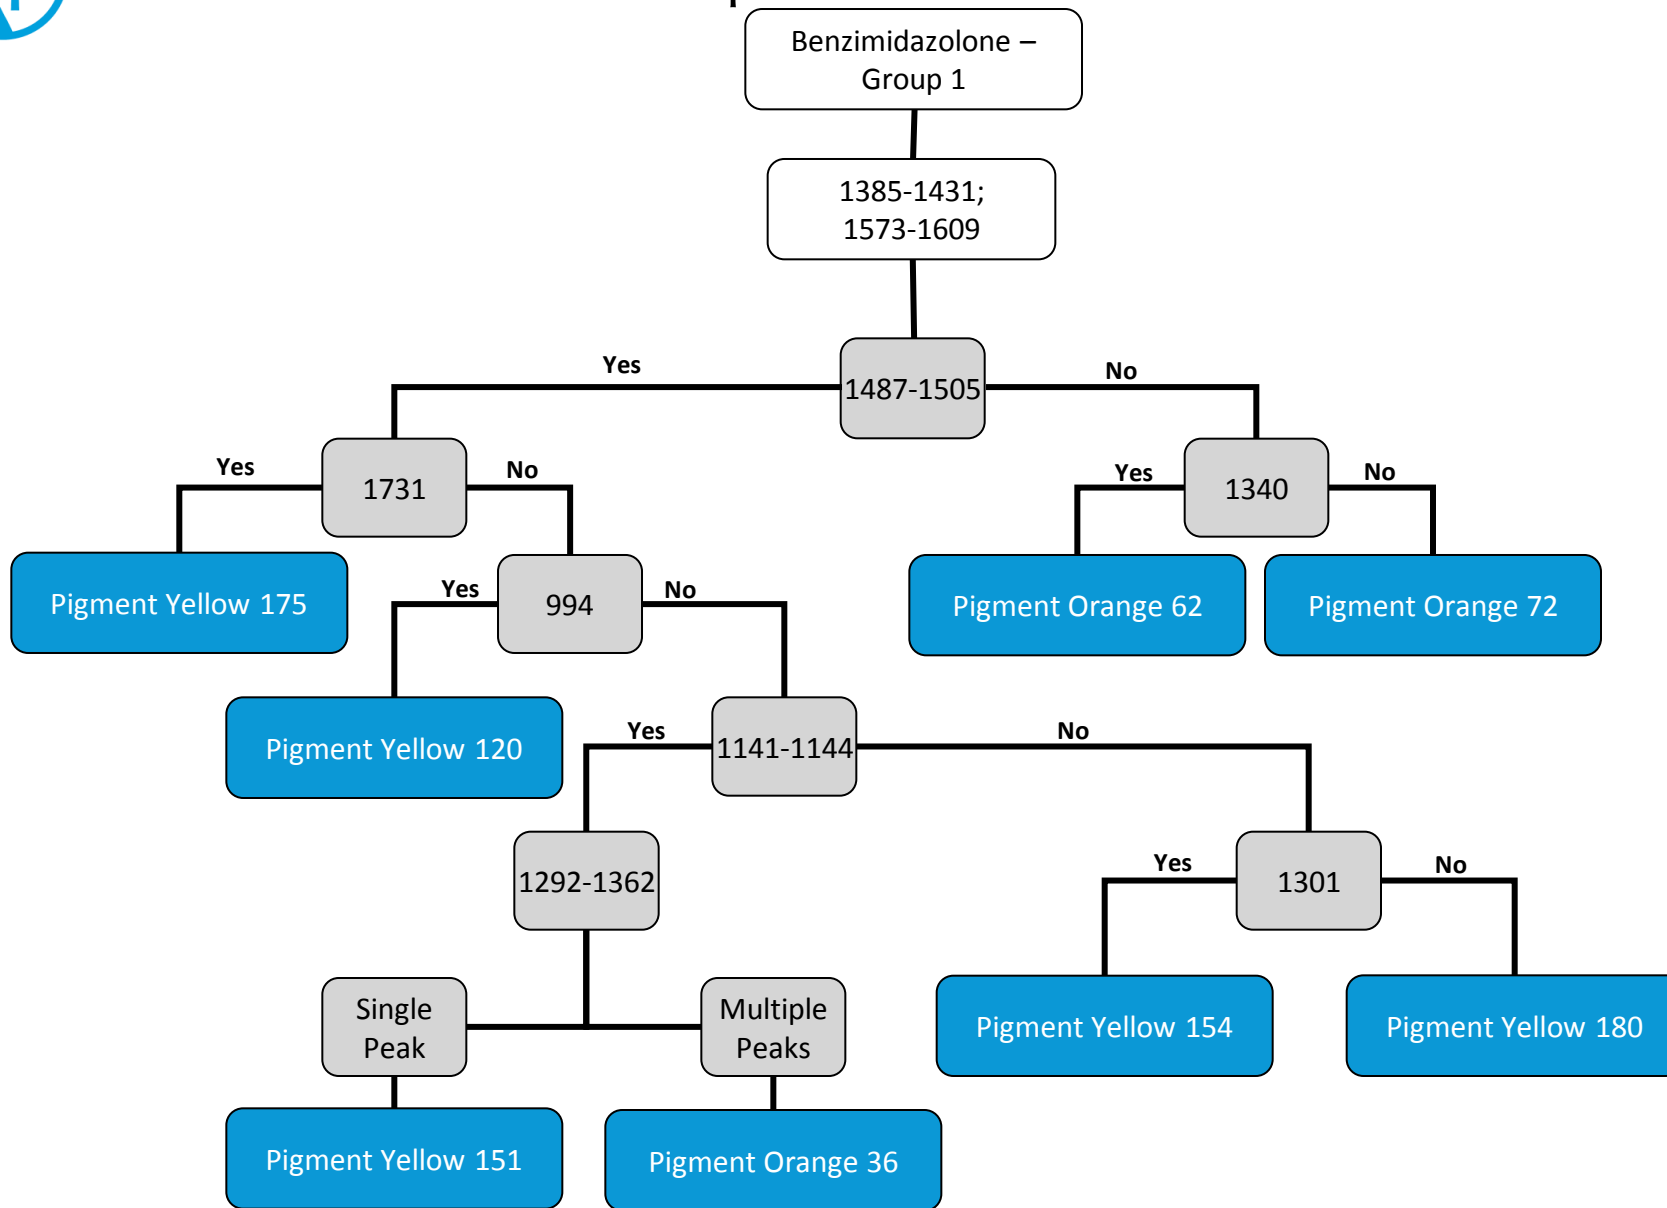 Benzimidazolone –
Group 1
1385-1431;
1573-1609
1487-1505
Yes
No
1731
Yes
No
1340
Yes
No
Pigment Yellow 175
994
Yes
No
Pigment Orange 62
Pigment Orange 72
Pigment Yellow 120
1141-1144
Yes
No
1292-1362
1301
Yes
No
Single
Peak
Multiple
Peaks
Pigment Yellow 154
Pigment Yellow 180
Pigment Yellow 151
Pigment Orange 36